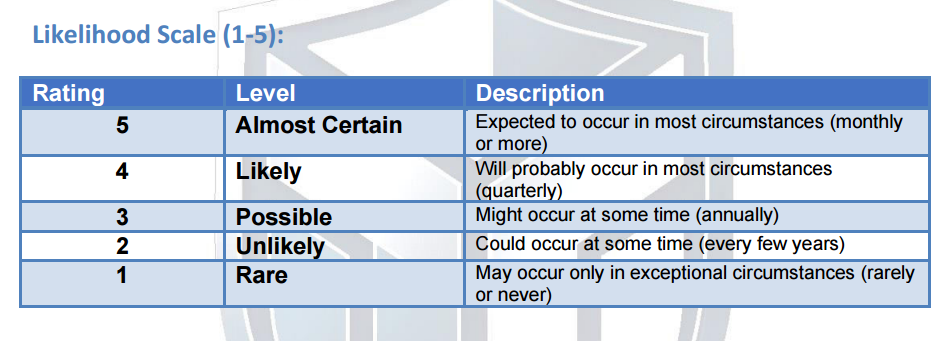 Likelihood Scale (1-5):
Rating Level Description
5 Almost Certain Expected to occur in most circumstances (monthly
or more)
4 Likely Will probably occur in most circumstances
(quarterly)
3 Possible Might occur at some time (annually)
2 Unlikely Could occur at some time (every few years)
1 Rare May occur only in exceptional circumstances (rarely
or never)